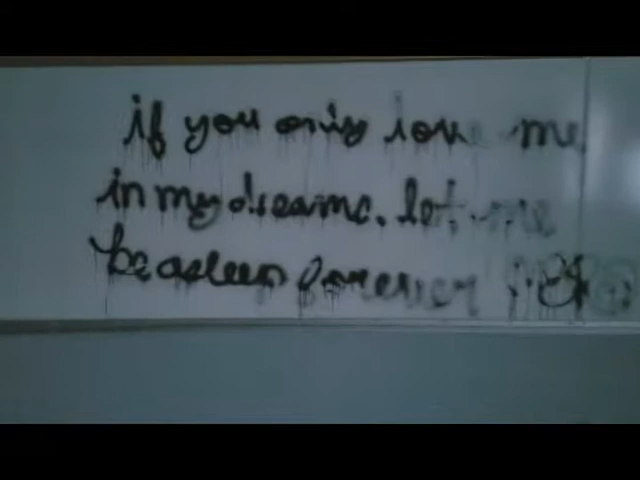 if you only love me
in my dreams. let me
be asleep forever